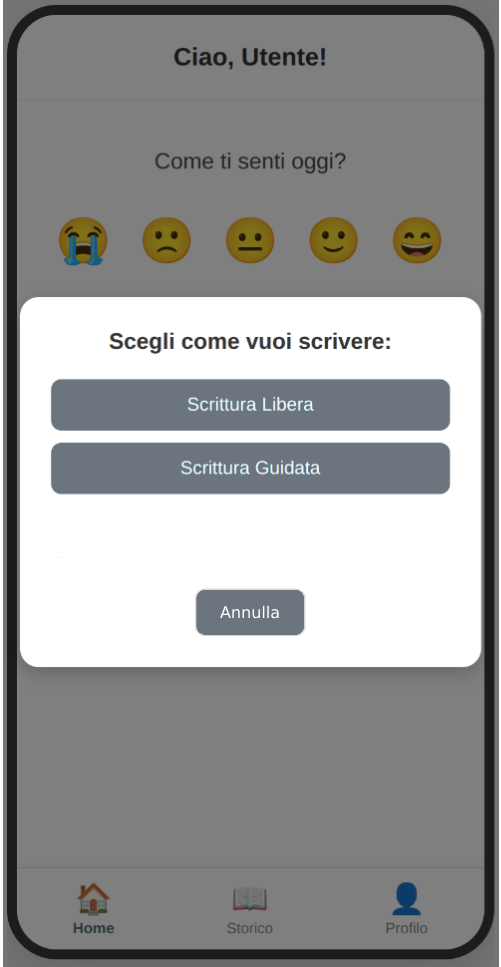 Ciao, Utente!
Come ti senti oggi?
Scegli come vuoi scrivere:
Scrittura Libera
Scrittura Guidata
Annulla
Home
Storico
Profilo